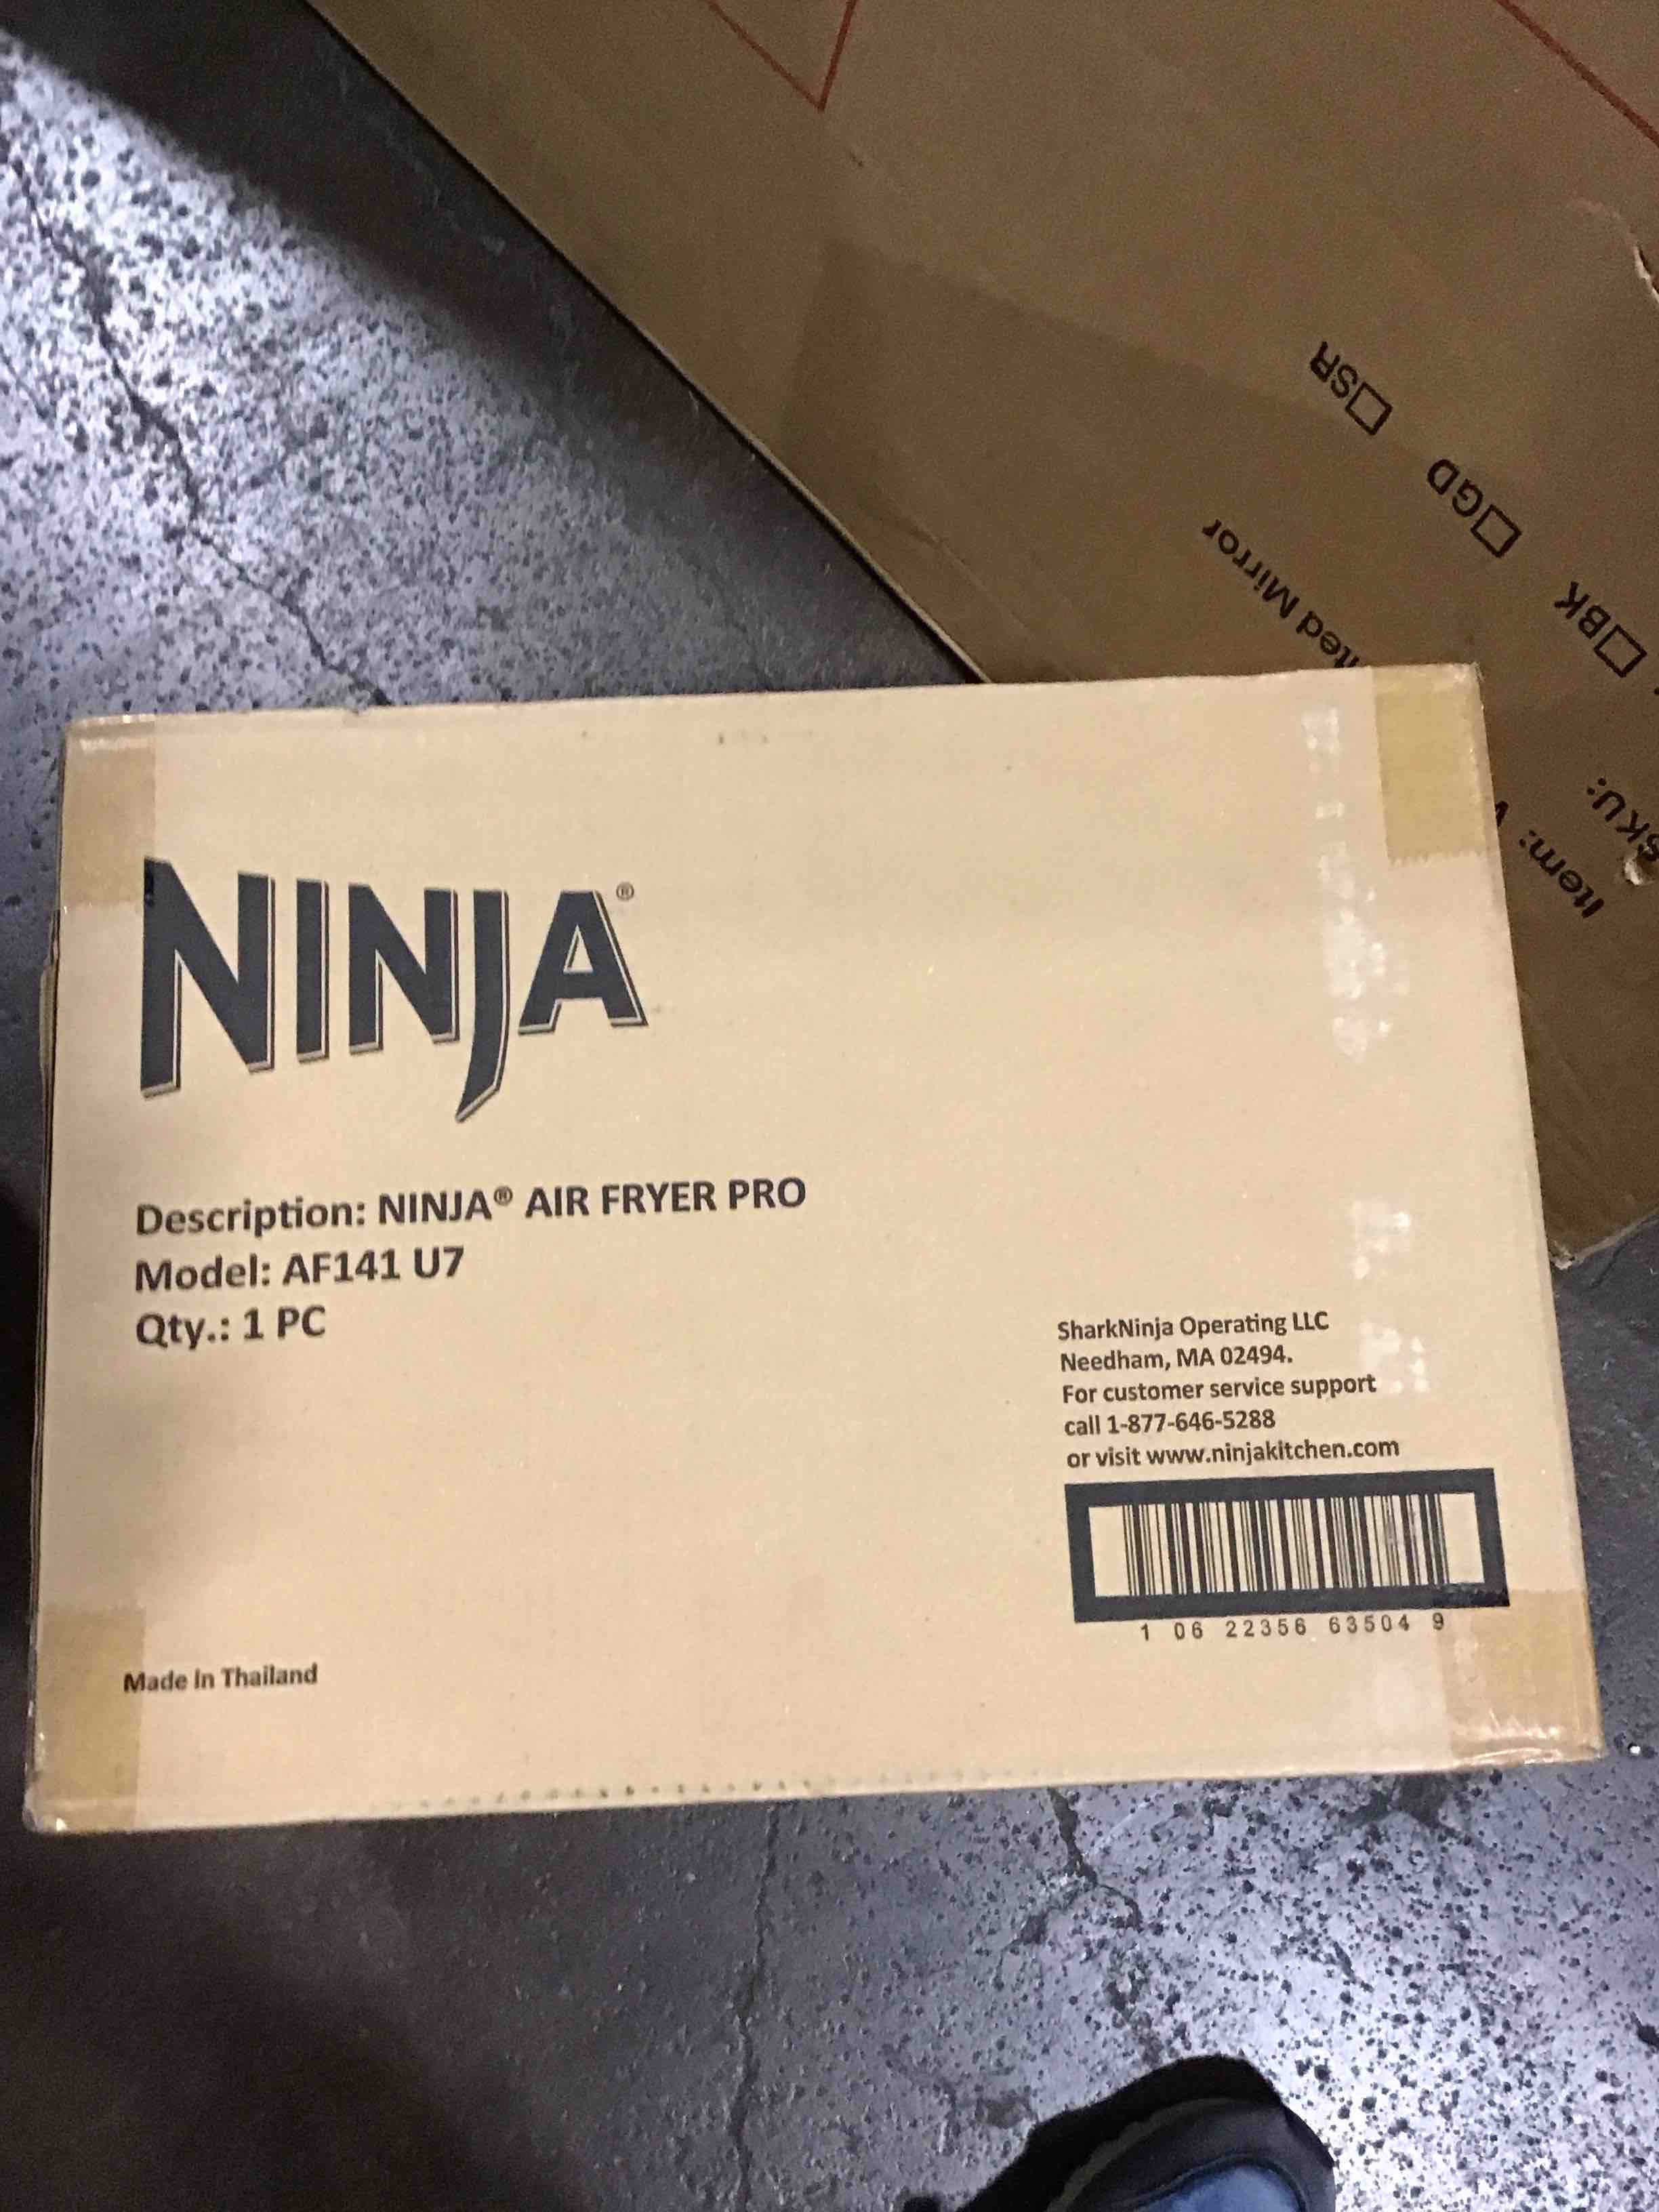 SR
GD
BK
Mirror
SKU:
Item:
NINJA®
Description: NINJA® AIR FRYER PRO
Model: AF141 U7
Qty.: 1 PC
SharkNinja Operating LLC
Needham, MA 02494.
For customer service support
call 1-877-646-5288
or visit www.ninjakitchen.com
1 06 22356 63504 9
Made in Thailand